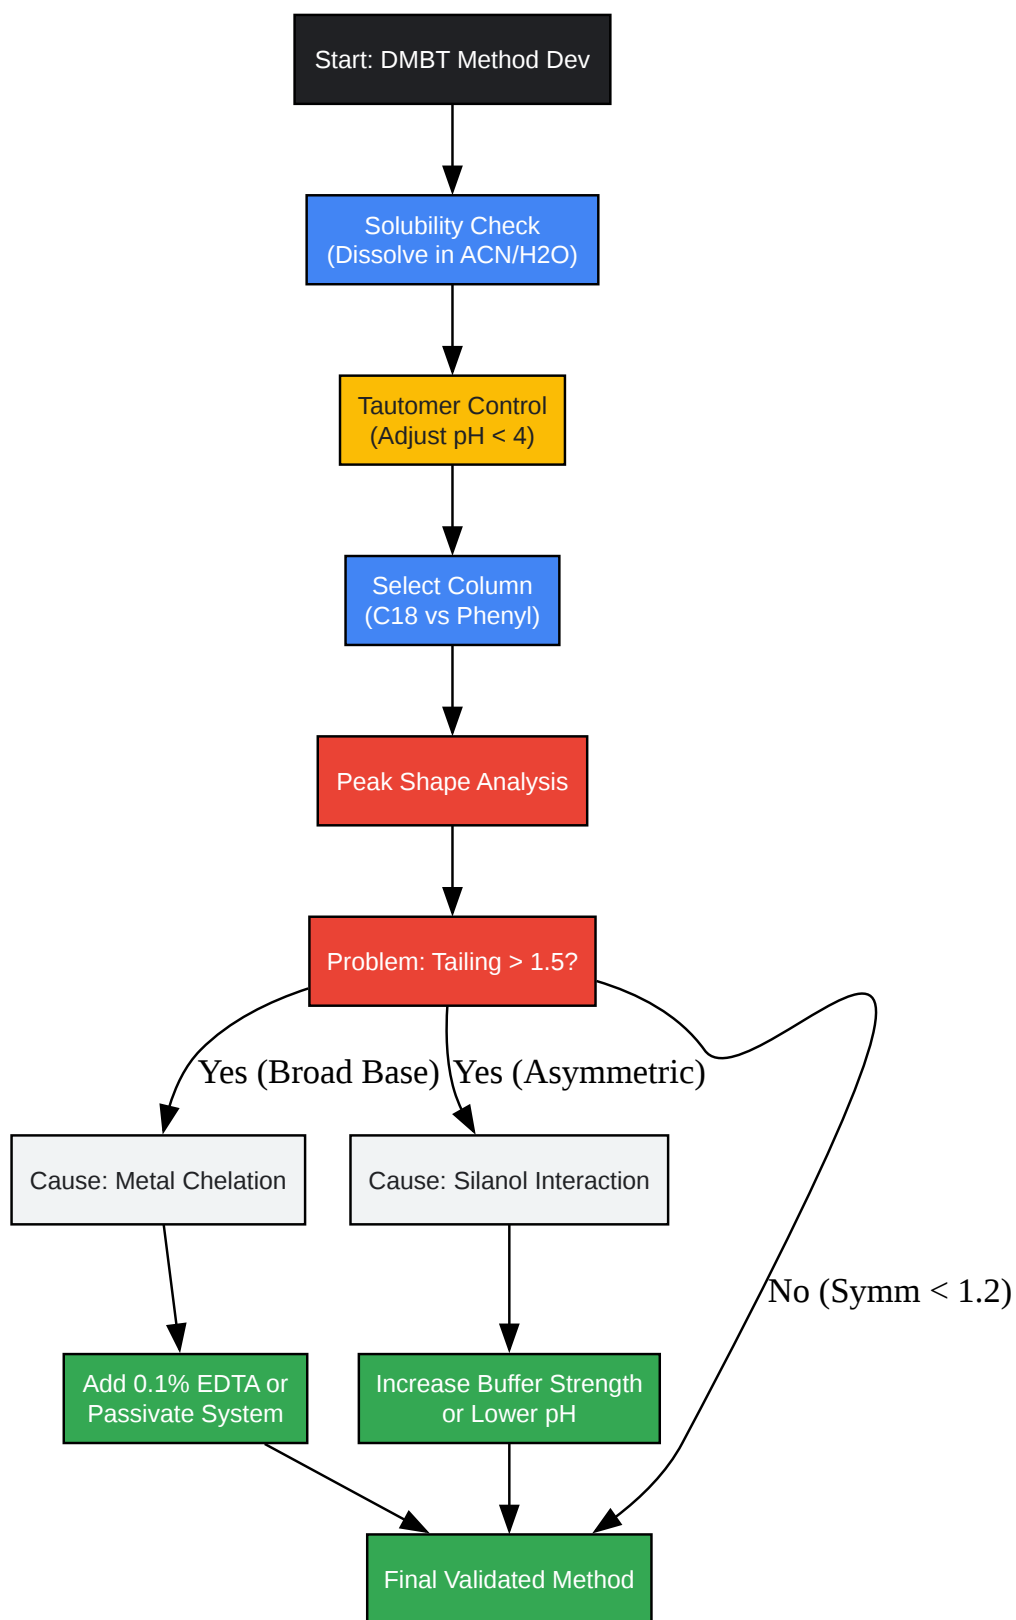 Start: DMBT Method Dev
Solubility Check
(Dissolve in ACN/H2O)
Tautomer Control
(Adjust pH < 4)
Select Column
(C18 vs Phenyl)
Peak Shape Analysis
Problem: Tailing > 1.5?
Yes (Broad Base)
Yes (Asymmetric)
Cause: Metal Chelation
Cause: Silanol Interaction
No (Symm < 1.2)
Add 0.1% EDTA or
Passivate System
Increase Buffer Strength
or Lower pH
Final Validated Method